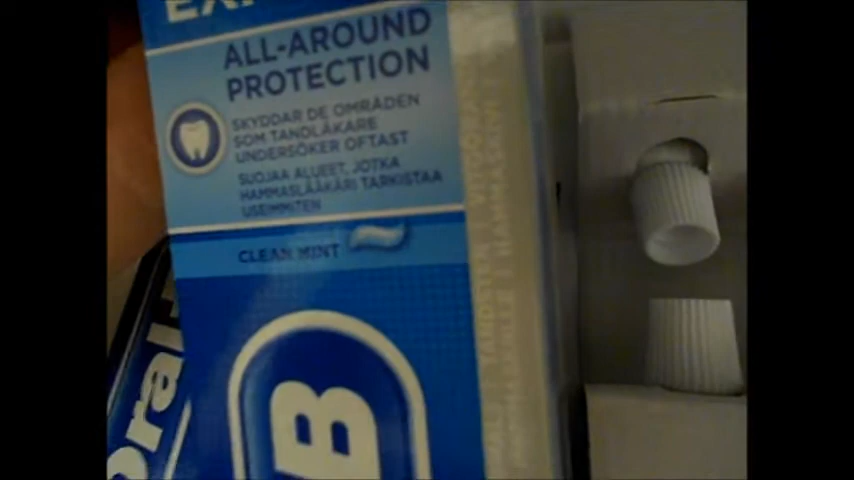 ALL-AROUND
PROTECTION
SKYDDAR DE OMRÅDEN
SOM TANDLÄKARE
UNDERSÖKER OFTAST
SUOJAA ALUEET, JOTKA
HAMMASLÄÄKÄRI TARKISTAA
USEIMMITEN
CLEAN MINT
B
Oral